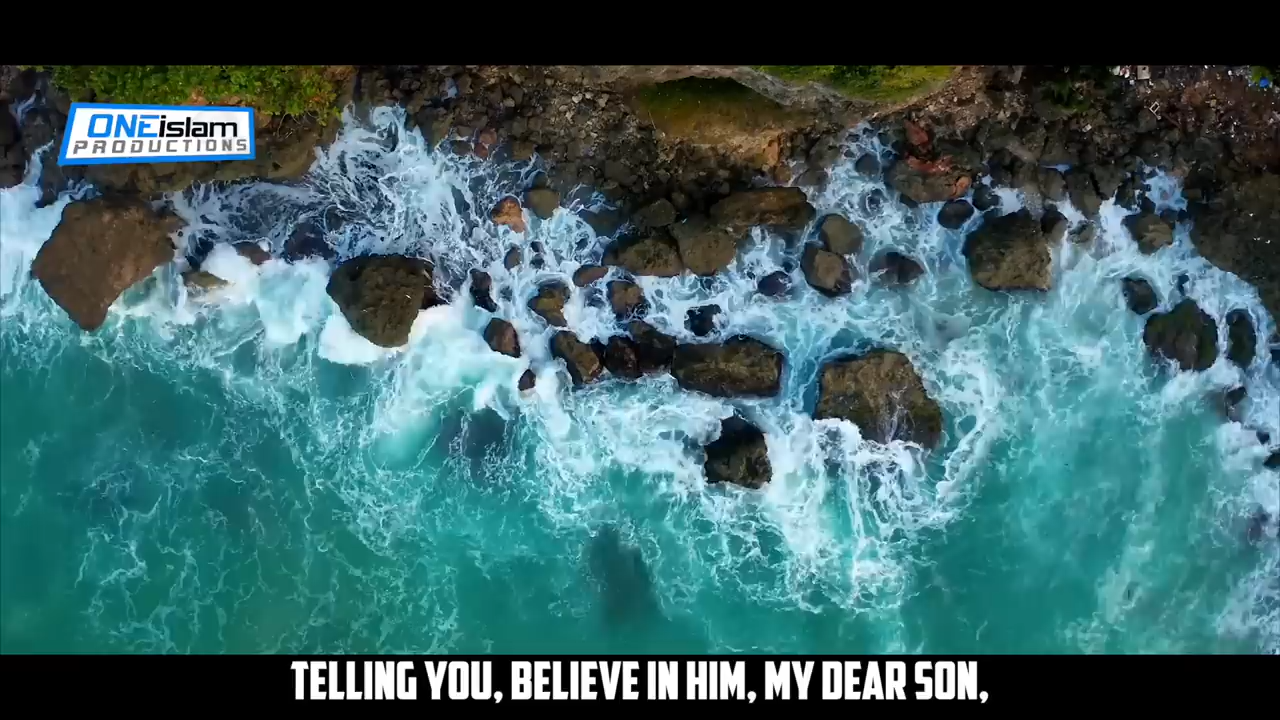 ONEislam
PRODUCTIONS
TELLING YOU, BELIEVE IN HIM, MY DEAR SON,